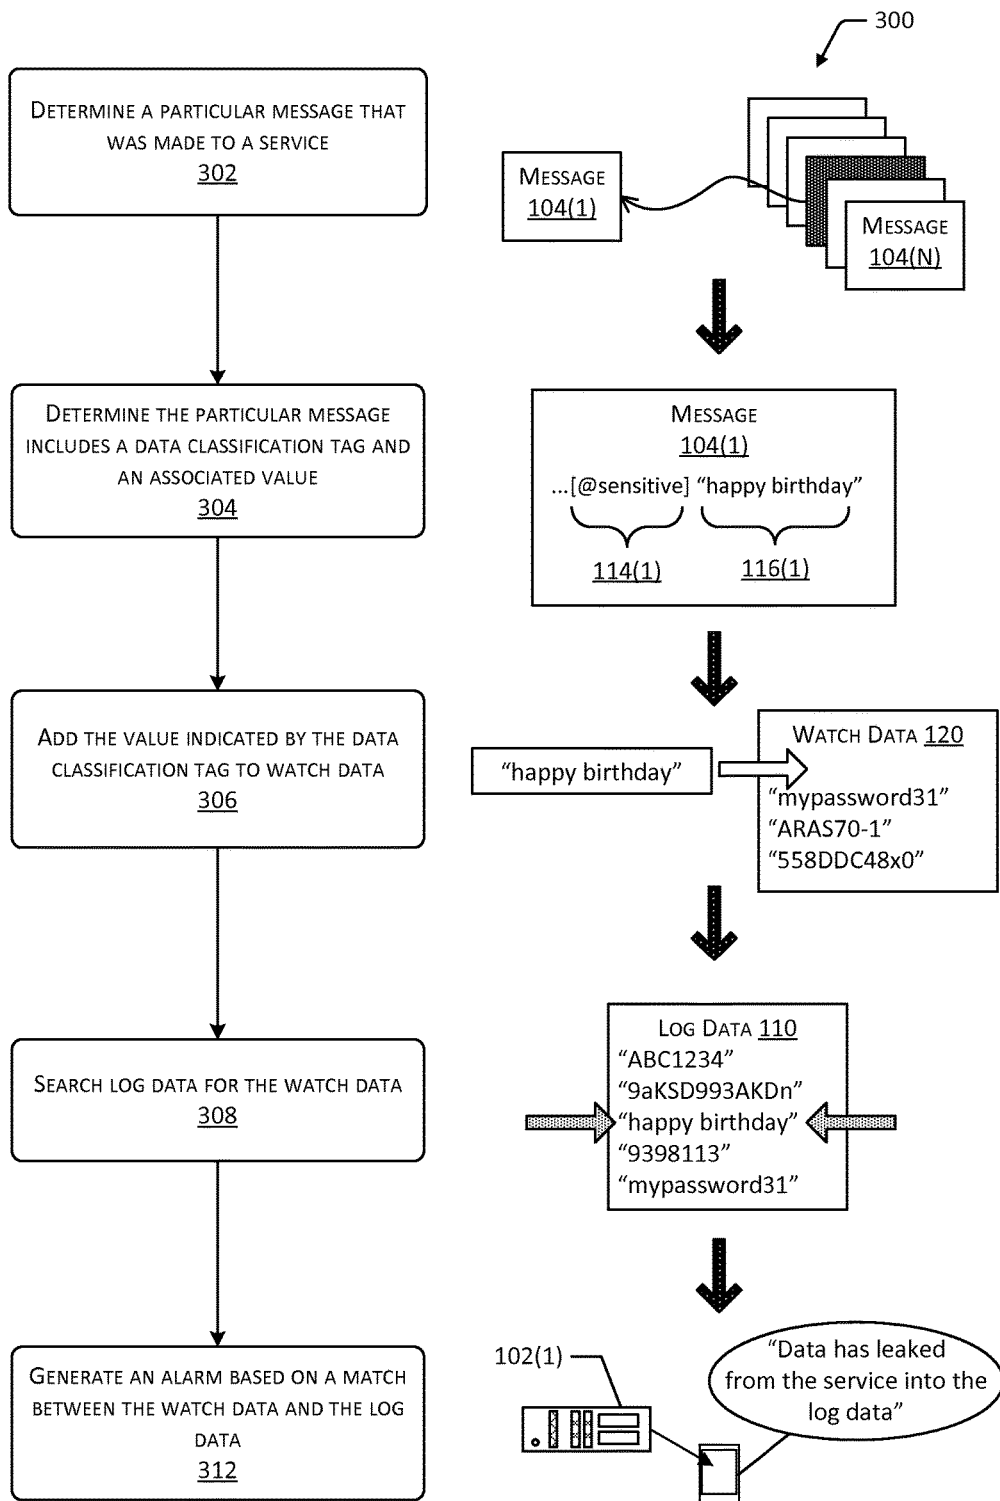 300
DETERMINE A PARTICULAR MESSAGE THAT
WAS MADE TO A SERVICE
302
MESSAGE
104(1)
MESSAGE
104(N)
DETERMINE THE PARTICULAR MESSAGE
INCLUDES A DATA CLASSIFICATION TAG AND
AN ASSOCIATED VALUE
304
MESSAGE
104(1)
...[@sensitive] “happy birthday”
114(1) 116(1)
ADD THE VALUE INDICATED BY THE DATA
CLASSIFICATION TAG TO WATCH DATA
306
“happy birthday”
WATCH DATA 120
“mypassword31”
“ARAS70-1”
“558DDC48x0”
SEARCH LOG DATA FOR THE WATCH DATA
308
LOG DATA 110
“ABC1234”
“9aKSD993AKDn”
“happy birthday”
“9398113”
“mypassword31”
GENERATE AN ALARM BASED ON A MATCH
BETWEEN THE WATCH DATA AND THE LOG
DATA
312
102(1)
“Data has leaked
from the service into the
log data”